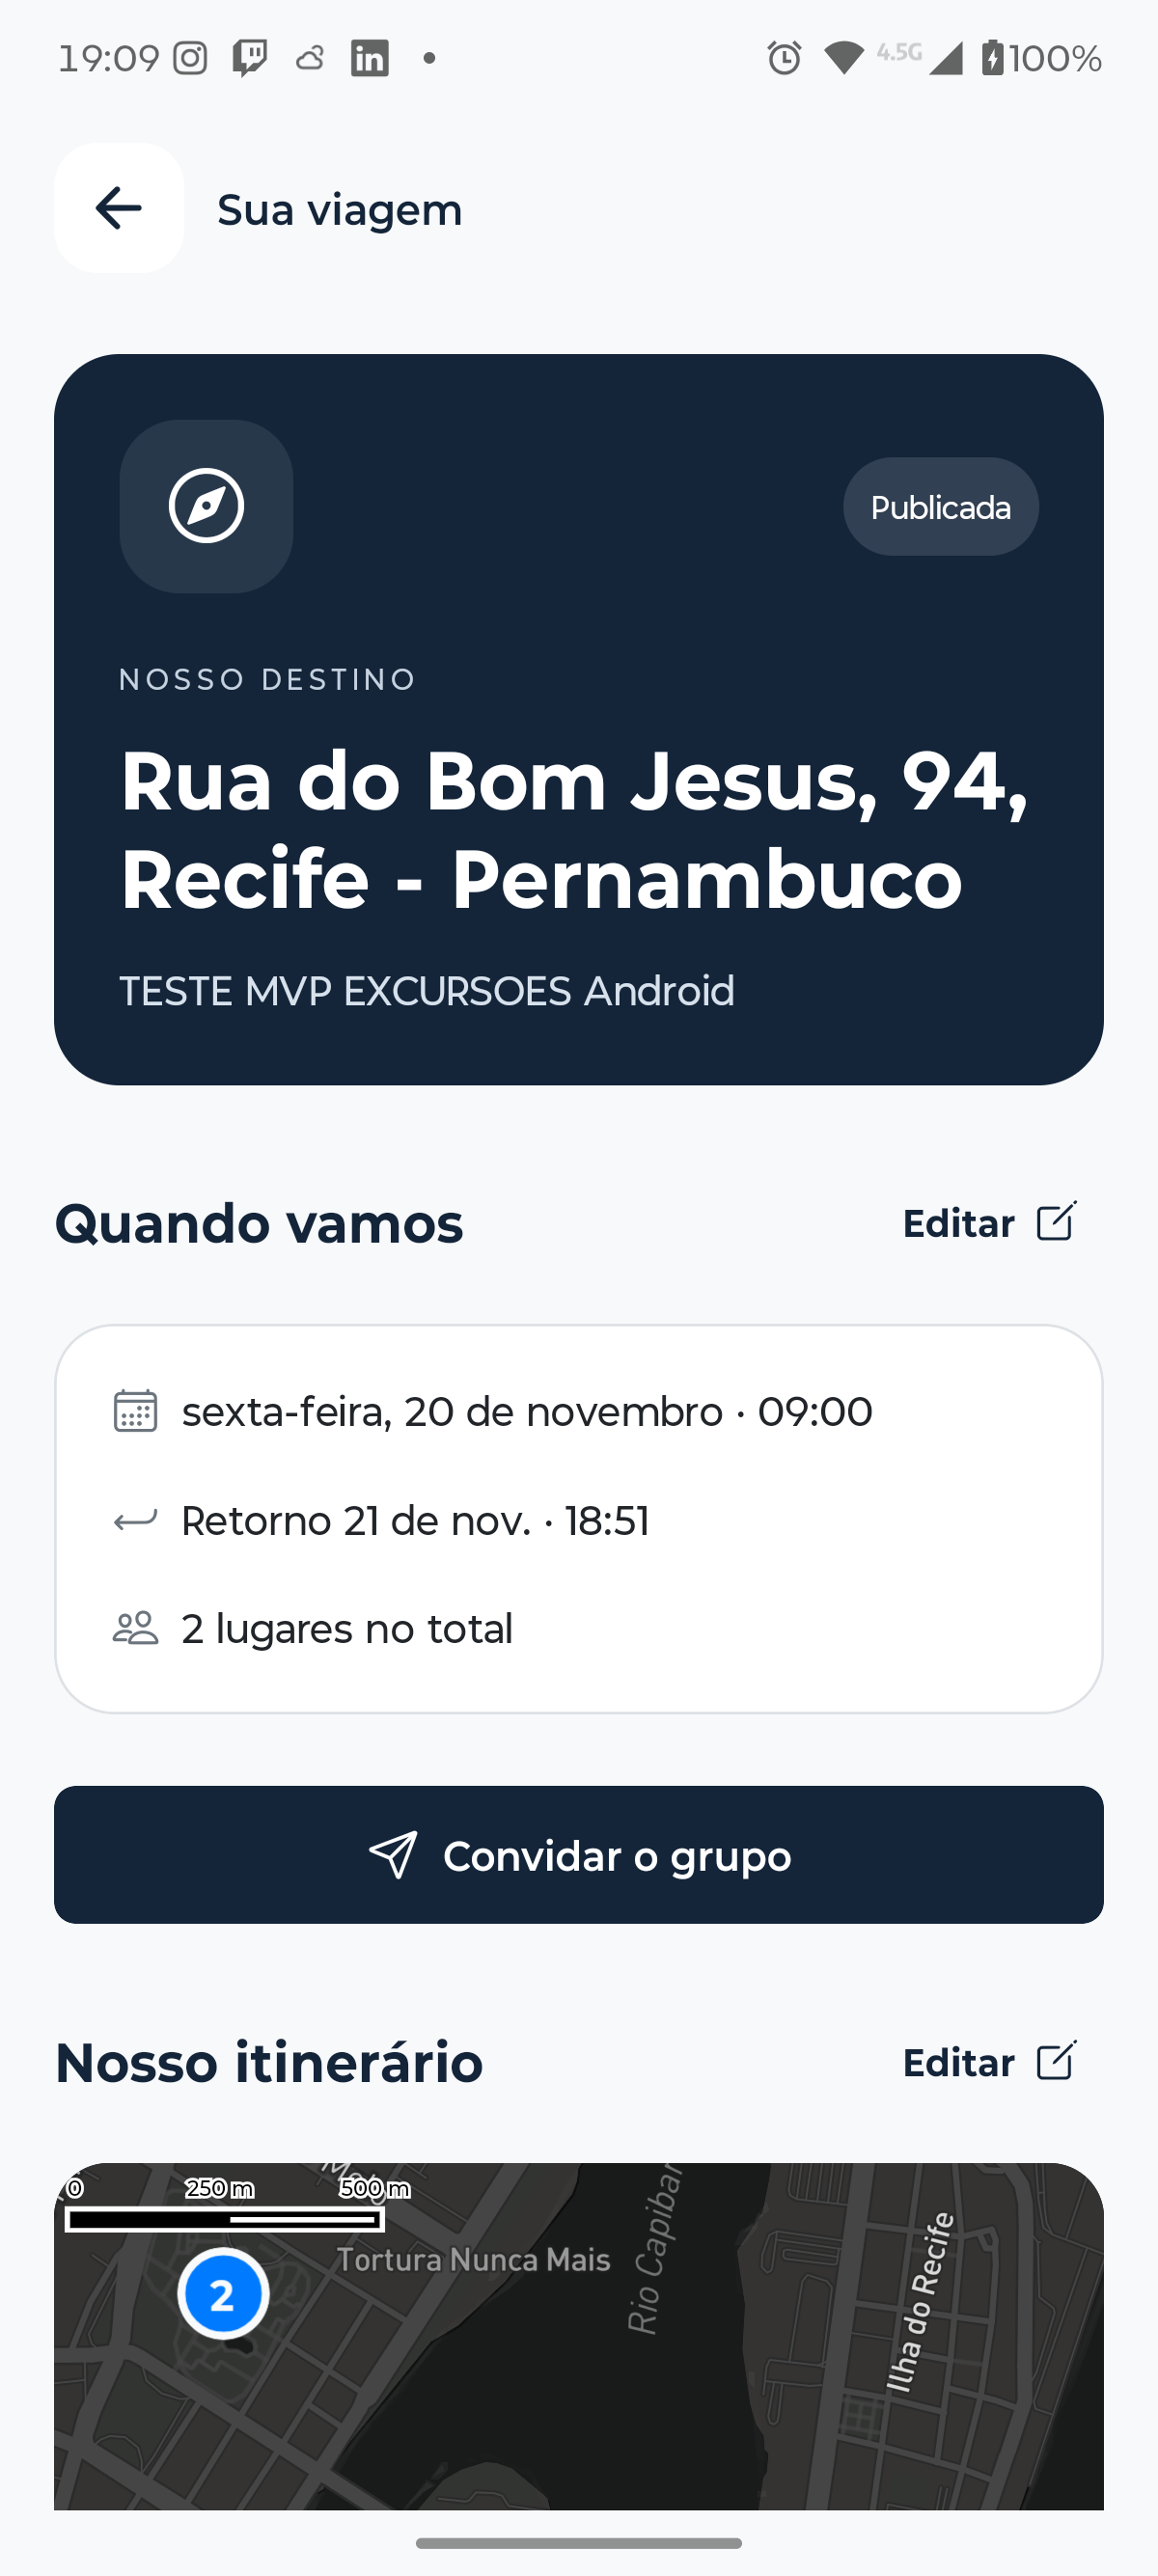 19:09 4.5G 100%
Sua viagem
Publicada
NOSSO DESTINO
Rua do Bom Jesus, 94,
Recife - Pernambuco
TESTE MVP EXCURSOES Android
Quando vamos Editar
sexta-feira, 20 de novembro · 09:00
Retorno 21 de nov. · 18:51
2 lugares no total
Convidar o grupo
Nosso itinerário Editar
0 250 m 500 m
Tortura Nunca Mais
2
Ilha do Recife